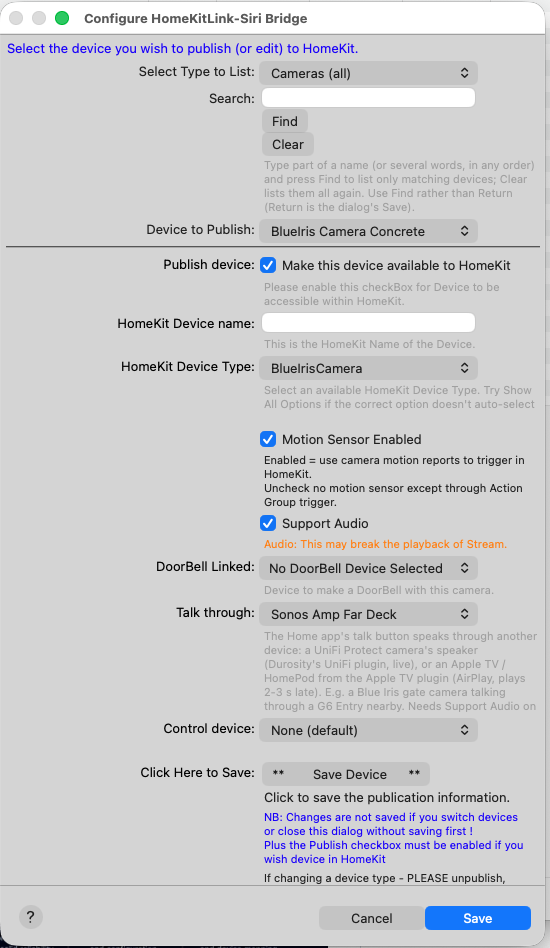 Configure HomeKitLink-Siri Bridge
Select the device you wish to publish (or edit) to HomeKit.
Select Type to List: Cameras (all)
Search:
Find
Clear
Type part of a name (or several words, in any order)
and press Find to list only matching devices; Clear
lists them all again. Use Find rather than Return
(Return is the dialog's Save).
Device to Publish: BlueIris Camera Concrete
Publish device: Make this device available to HomeKit
Please enable this checkBox for Device to be
accessible within HomeKit.
HomeKit Device name:
This is the HomeKit Name of the Device.
HomeKit Device Type: BlueIrisCamera
Select an available HomeKit Device Type. Try Show
All Options if the correct option doesn't auto-select
Motion Sensor Enabled
Enabled = use camera motion reports to trigger in
HomeKit.
Uncheck no motion sensor except through Action
Group trigger.
Support Audio
Audio: This may break the playback of Stream.
DoorBell Linked: No DoorBell Device Selected
Device to make a DoorBell with this camera.
Talk through: Sonos Amp Far Deck
The Home app's talk button speaks through another
device: a UniFi Protect camera's speaker
(Durosity's UniFi plugin, live), or an Apple TV /
HomePod from the Apple TV plugin (AirPlay, plays
2-3 s late). E.g. a Blue Iris gate camera talking
through a G6 Entry nearby. Needs Support Audio on
Control device: None (default)
Click Here to Save: ** Save Device **
Click to save the publication information.
NB: Changes are not saved if you switch devices
or close this dialog without saving first !
Plus the Publish checkbox must be enabled if you
wish device in HomeKit
If changing a device type - PLEASE unpublish,
?
Cancel
Save